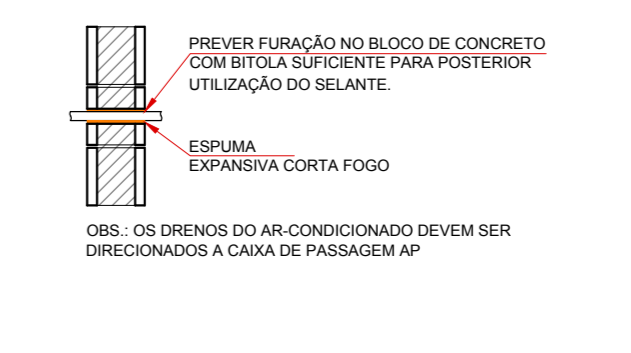 PREVER FURAÇÃO NO BLOCO DE CONCRETO
COM BITOLA SUFICIENTE PARA POSTERIOR
UTILIZAÇÃO DO SELANTE.
ESPUMA
EXPANSIVA CORTA FOGO
OBS.: OS DRENOS DO AR-CONDICIONADO DEVEM SER
DIRECIONADOS A CAIXA DE PASSAGEM AP